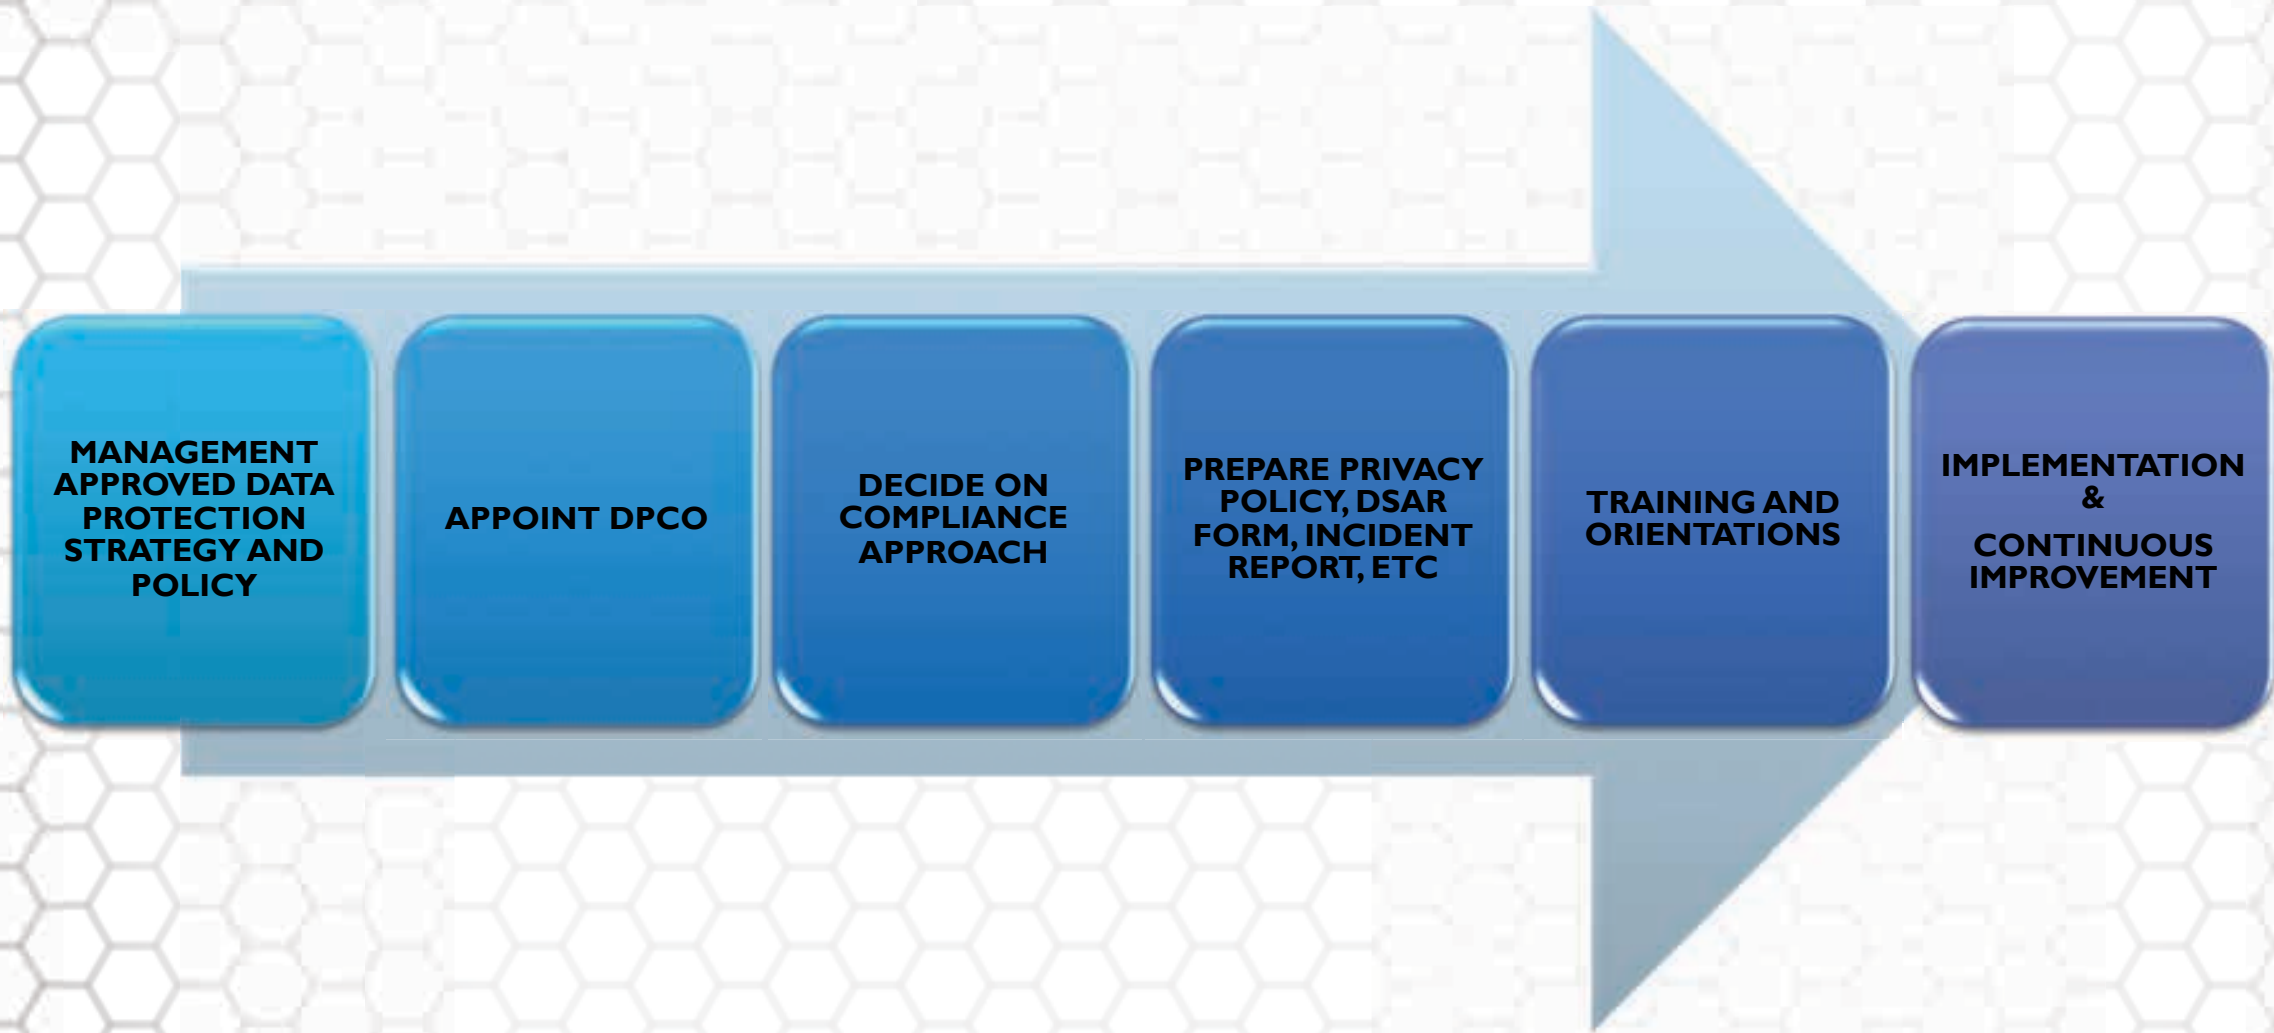 MANAGEMENT
APPROVED DATA
PROTECTION
STRATEGY AND
POLICY
APPOINT DPCO
DECIDE ON
COMPLIANCE
APPROACH
PREPARE PRIVACY
POLICY, DSAR
FORM, INCIDENT
REPORT, ETC
TRAINING AND
ORIENTATIONS
IMPLEMENTATION
&
CONTINUOUS
IMPROVEMENT